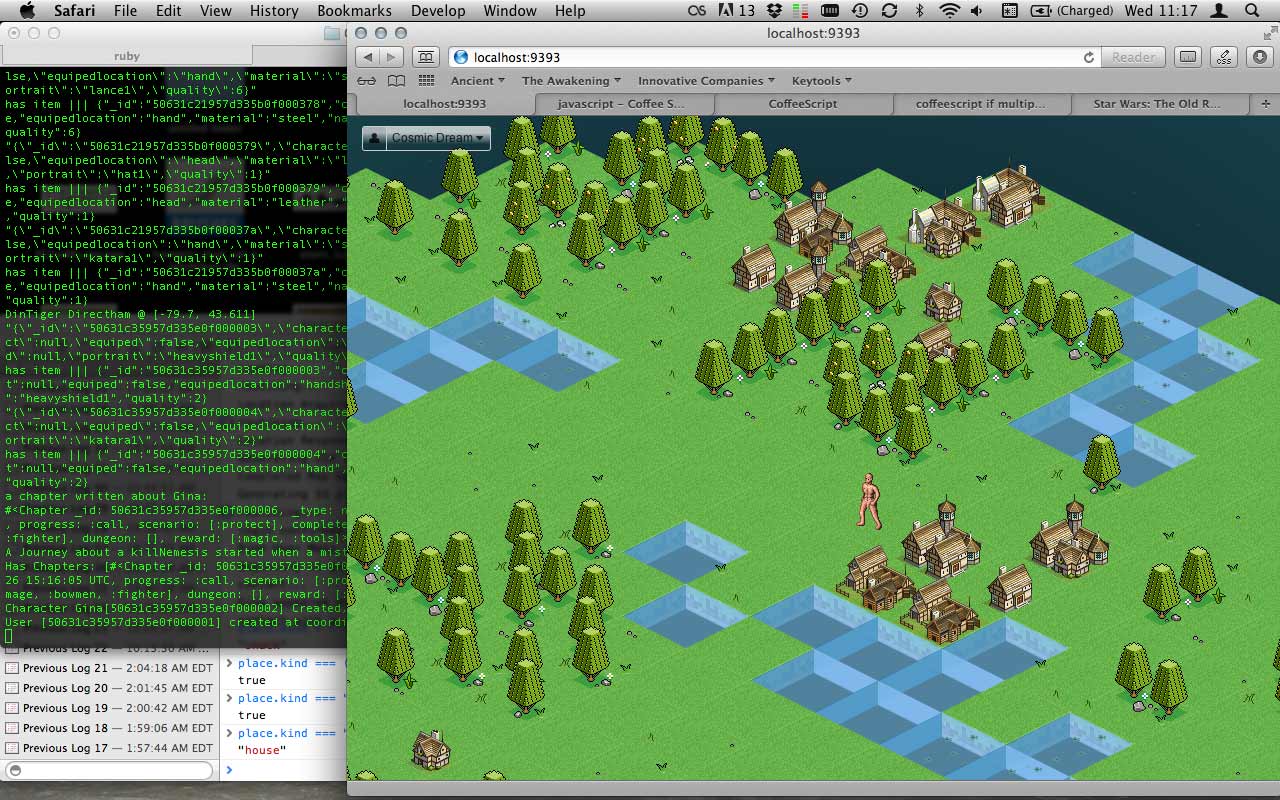 Safari File Edit View History Bookmarks Develop Window Help 13 (Charged) Wed 11:17
ruby
lse,\"equipedlocation\":\"hand\",\"material\":\"s
ortrait\":\"lance1\",\"quality\":6}"
has item ||| {"_id":"50631c21957d335b0f000378","c
e,"equipedlocation":"hand","material":"steel","na
quality":6}
"{\"_id\":\"50631c21957d335b0f000379\",\"characte
lse,\"equipedlocation\":\"head\",\"material\":\"l
,\"portrait\":\"hat1\",\"quality\":1}"
has item ||| {"_id":"50631c21957d335b0f000379","c
e,"equipedlocation":"head","material":"leather","
,"quality":1}
"{\"_id\":\"50631c21957d335b0f00037a\",\"characte
lse,\"equipedlocation\":\"hand\",\"material\":\"s
ortrait\":\"katara1\",\"quality\":1}"
has item ||| {"_id":"50631c21957d335b0f00037a","c
e,"equipedlocation":"hand","material":"steel","na
"quality":1}
DinTiger Directham @ [-79.7, 43.611]
"{\"_id\":\"50631c35957d335e0f000003\",\"characte
t\":null,\"equiped\":false,\"equipedlocation\":\"
d\":null,\"portrait\":\"heavyshield1\",\"quality\
has item ||| {"_id":"50631c35957d335e0f000003","c
t":null,"equiped":false,"equipedlocation":"handsh
:"heavyshield1","quality":2}
"{\"_id\":\"50631c35957d335e0f000004\",\"characte
ct\":null,\"equiped\":false,\"equipedlocation\":\
ortrait\":\"katara1\",\"quality\":2}"
has item ||| {"_id":"50631c35957d335e0f000004","c
t":null,"equiped":false,"equipedlocation":"hand",
"quality":2}
a chapter written about Gina:
#<Chapter _id: 50631c35957d335e0f000006, _type: n
, progress: :call, scenario: [:protect], complete
:fighter], dungeon: [], reward: [:magic, :tools]>
A Journey about a killNemesis started when a mist
Has Chapters: [#<Chapter _id: 50631c35957d335e0f0
26 15:16:05 UTC, progress: :call, scenario: [:pro
mage, :bowmen, :fighter], dungeon: [], reward: [:
Character Gina[50631c35957d335e0f000002] Created.
User [50631c35957d335e0f000001] created at coordi
Previous Log 22 — 10:13:30 AM ...
Previous Log 21 — 2:04:18 AM EDT
Previous Log 20 — 2:01:45 AM EDT
Previous Log 19 — 2:00:42 AM EDT
Previous Log 18 — 1:59:06 AM EDT
Previous Log 17 — 1:57:44 AM EDT
place.kind === (
true
place.kind === "
true
place.kind === "
"house"
localhost:9393
localhost:9393 Reader
Ancient The Awakening Innovative Companies Keytools
localhost:9393 javascript – Coffee S... CoffeeScript coffeescript if multip... Star Wars: The Old R...
Cosmic Dream